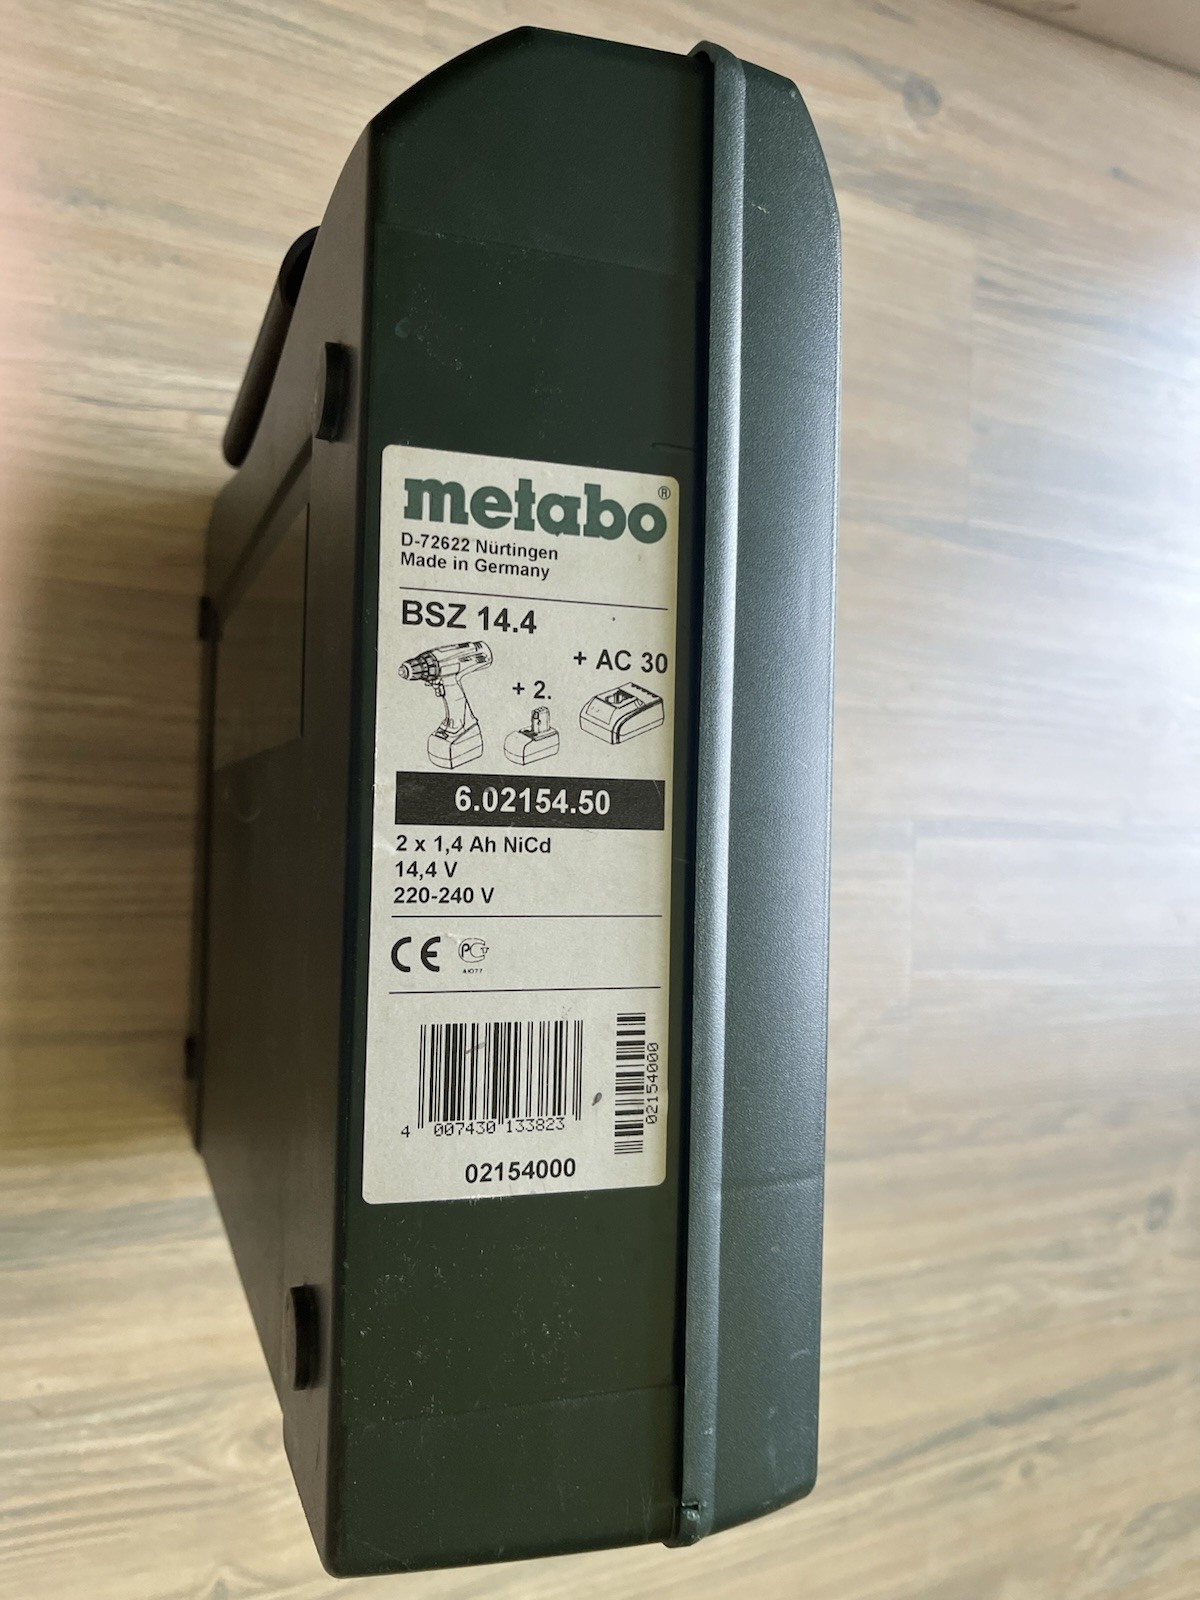 metabo®
D-72622 Nürtingen
Made in Germany
BSZ 14.4
+ AC 30
+ 2.
6.02154.50
2 x 1,4 Ah NiCd
14,4 V
220-240 V
CE PCT
4 007430 133823
02154000
02154000